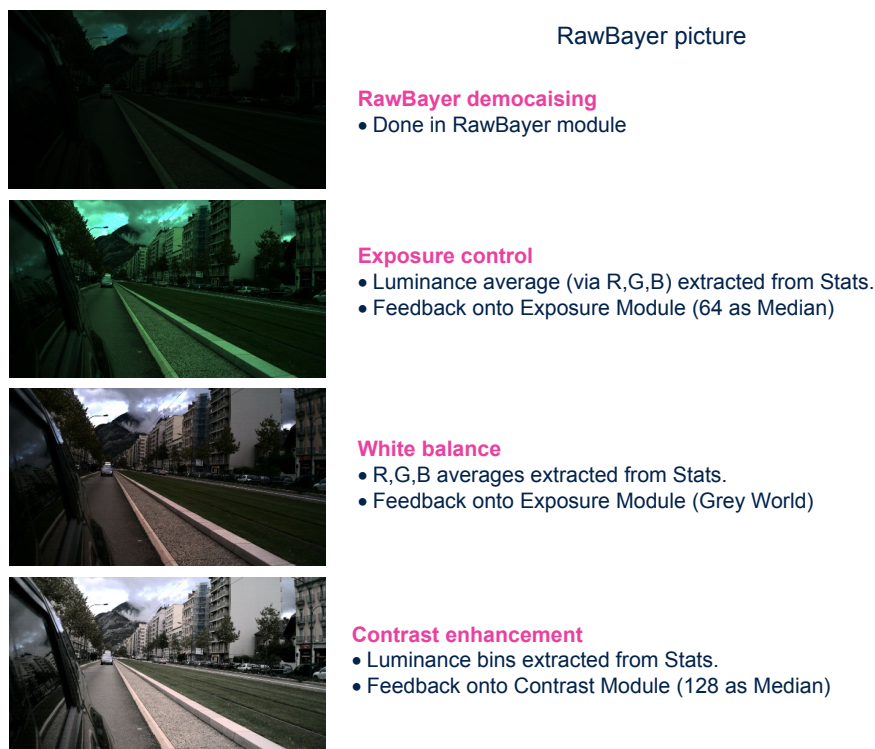 RawBayer picture
RawBayer democaising
• Done in RawBayer module
Exposure control
• Luminance average (via R,G,B) extracted from Stats.
• Feedback onto Exposure Module (64 as Median)
White balance
• R,G,B averages extracted from Stats.
• Feedback onto Exposure Module (Grey World)
Contrast enhancement
• Luminance bins extracted from Stats.
• Feedback onto Contrast Module (128 as Median)